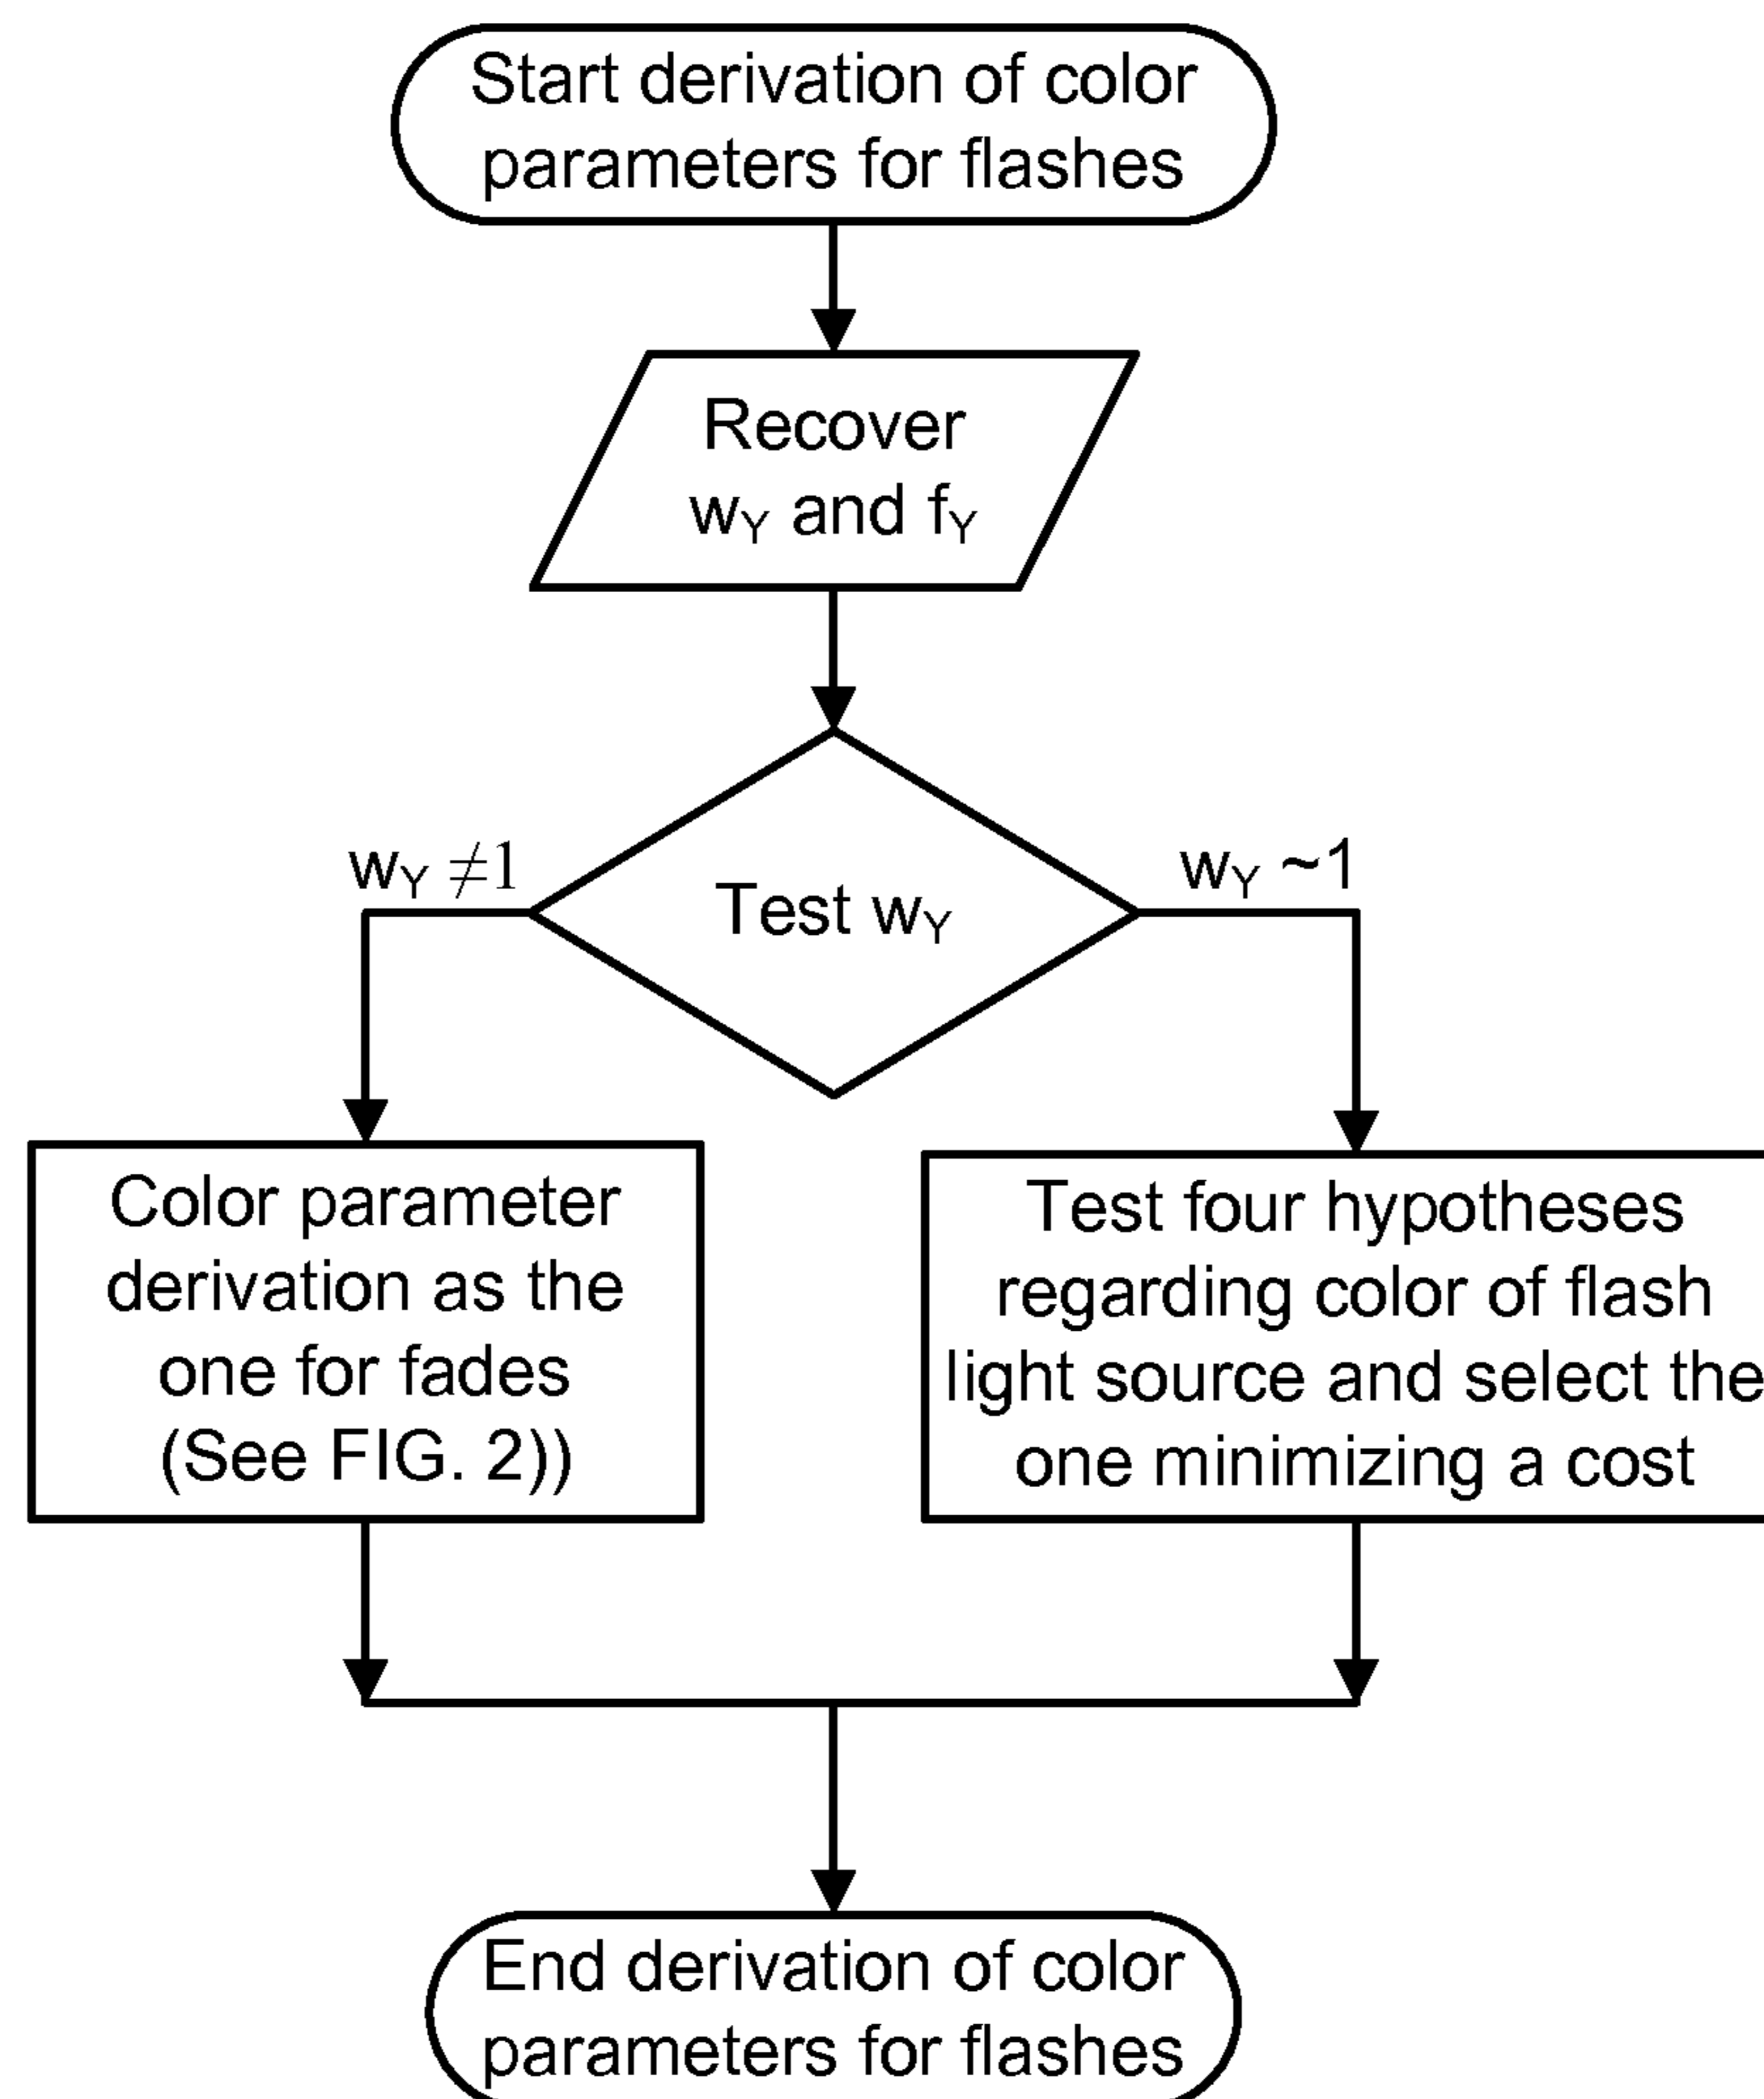 Start derivation of color
parameters for flashes
Recover
wY and fY
wY ≠1
Test wY
wY ~1
Color parameter
derivation as the
one for fades
(See FIG. 2))
Test four hypotheses
regarding color of flash
light source and select the
one minimizing a cost
End derivation of color
parameters for flashes